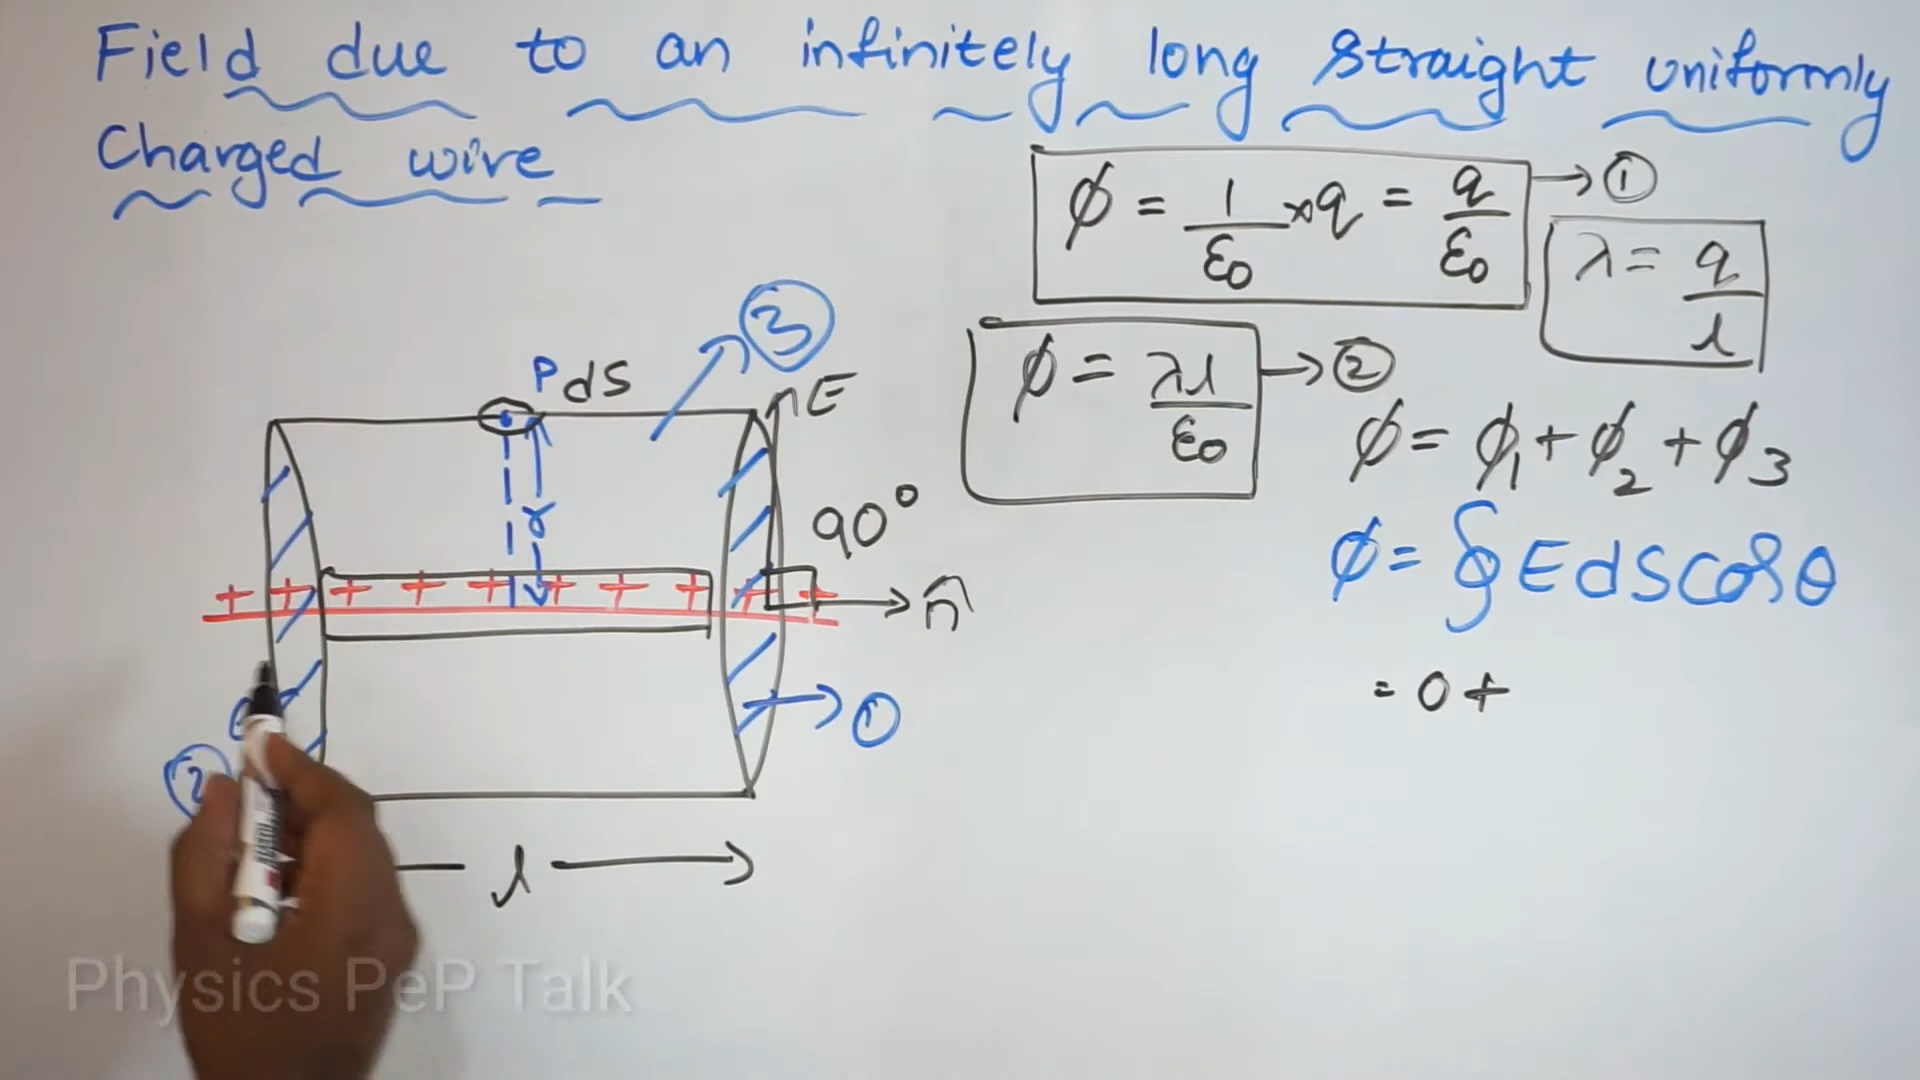 Field due to an infinitely long straight uniformly
Charged wire
ϕ = 1/ε0 × q = q/ε0 → ①
λ = q/l
ϕ = λl/ε0 → ②
ϕ = ϕ1 + ϕ2 + ϕ3
ϕ = ∮ E dS cos θ
= 0 +
③
P dS
E
r
90°
+ + + + + + + + + +
n̂
①
②
l
Physics PeP Talk